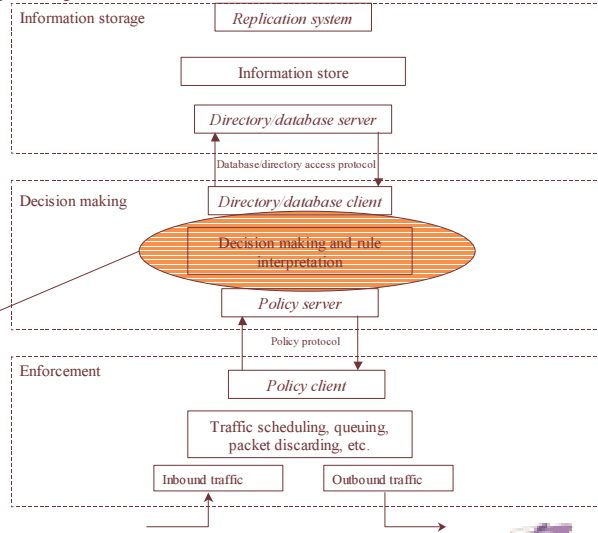 Information storage
Replication system
Information store
Directory/database server
Database/directory access protocol
Decision making
Directory/database client
Decision making and rule
interpretation
Policy server
Policy protocol
Enforcement
Policy client
Traffic scheduling, queuing,
packet discarding, etc.
Inbound traffic
Outbound traffic